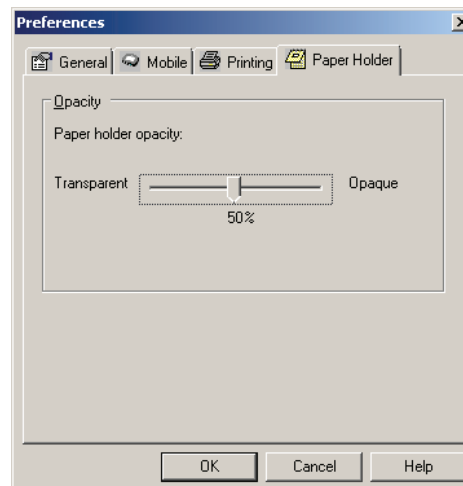 Preferences
General Mobile Printing Paper Holder
Opacity
Paper holder opacity:
Transparent Opaque
50%
OK Cancel Help